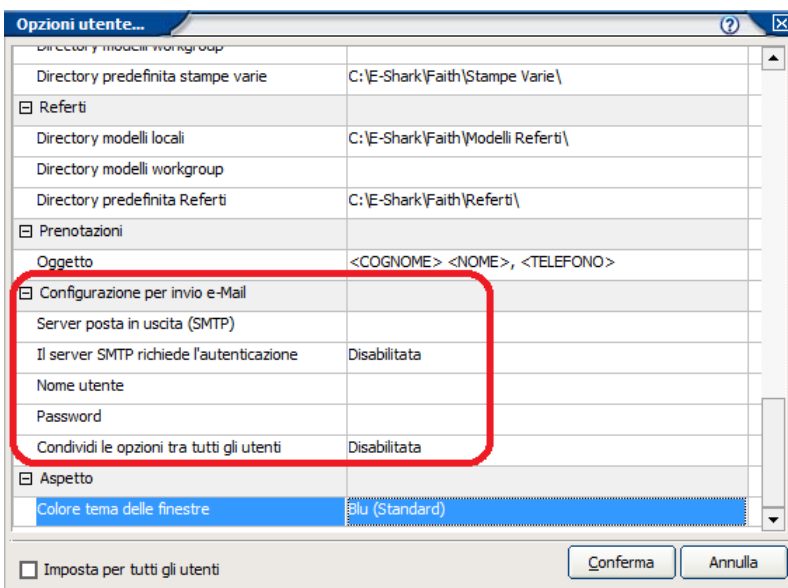 Opzioni utente...
Directory modelli workgroup
Directory predefinita stampe varie C:\E-Shark\Faith\Stampe Varie\
Referti
Directory modelli locali C:\E-Shark\Faith\Modelli Referti\
Directory modelli workgroup
Directory predefinita Referti C:\E-Shark\Faith\Referti\
Prenotazioni
Oggetto <COGNOME> <NOME>, <TELEFONO>
Configurazione per invio e-Mail
Server posta in uscita (SMTP)
Il server SMTP richiede l'autenticazione Disabilitata
Nome utente
Password
Condividi le opzioni tra tutti gli utenti Disabilitata
Aspetto
Colore tema delle finestre Blu (Standard)
Imposta per tutti gli utenti Conferma Annulla